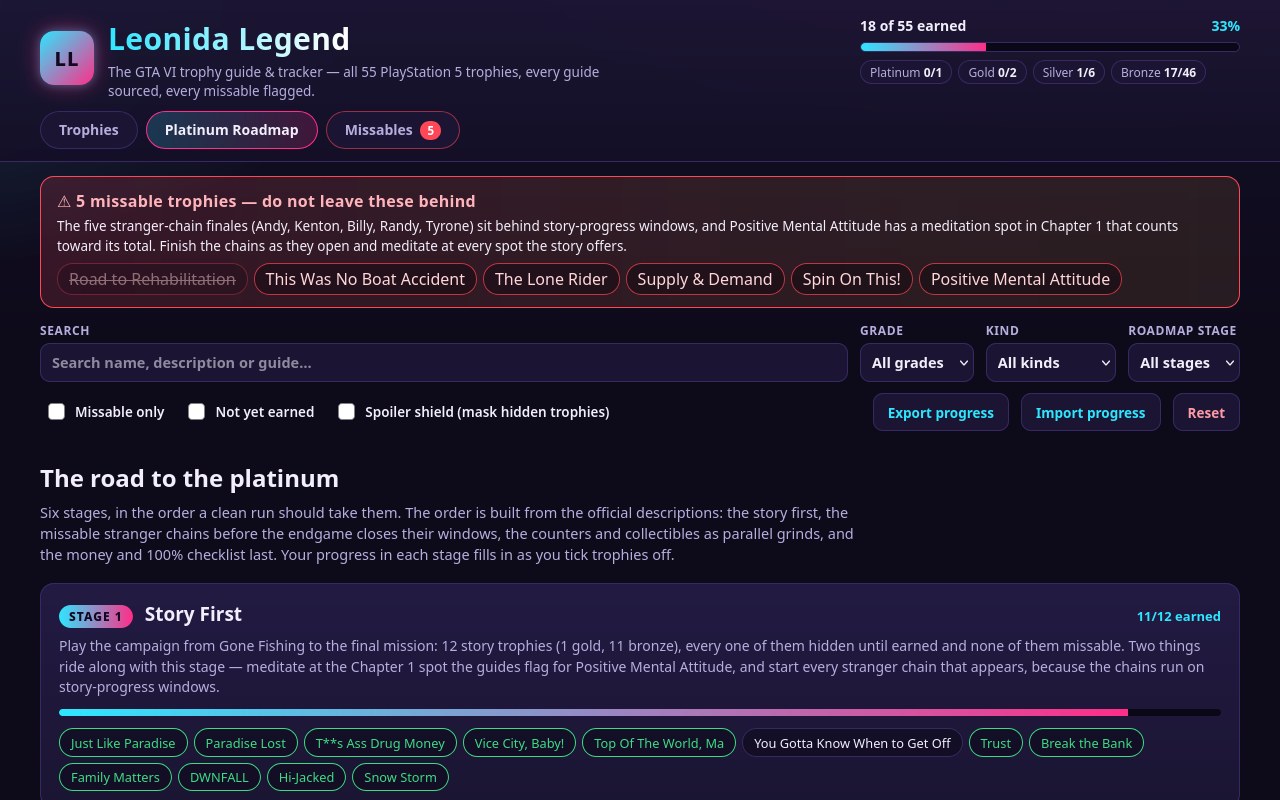 LL
Leonida Legend
The GTA VI trophy guide & tracker — all 55 PlayStation 5 trophies, every guide
sourced, every missable flagged.
18 of 55 earned 33%
Platinum 0/1 Gold 0/2 Silver 1/6 Bronze 17/46
Trophies Platinum Roadmap Missables 5
⚠ 5 missable trophies — do not leave these behind
The five stranger-chain finales (Andy, Kenton, Billy, Randy, Tyrone) sit behind story-progress windows, and Positive Mental Attitude has a meditation spot in Chapter 1 that counts
toward its total. Finish the chains as they open and meditate at every spot the story offers.
Road to Rehabilitation This Was No Boat Accident The Lone Rider Supply & Demand Spin On This! Positive Mental Attitude
SEARCH GRADE KIND ROADMAP STAGE
Search name, description or guide... All grades All kinds All stages
Missable only Not yet earned Spoiler shield (mask hidden trophies) Export progress Import progress Reset
The road to the platinum
Six stages, in the order a clean run should take them. The order is built from the official descriptions: the story first, the
missable stranger chains before the endgame closes their windows, the counters and collectibles as parallel grinds, and
the money and 100% checklist last. Your progress in each stage fills in as you tick trophies off.
STAGE 1 Story First 11/12 earned
Play the campaign from Gone Fishing to the final mission: 12 story trophies (1 gold, 11 bronze), every one of them hidden until earned and none of them missable. Two things
ride along with this stage — meditate at the Chapter 1 spot the guides flag for Positive Mental Attitude, and start every stranger chain that appears, because the chains run on
story-progress windows.
Just Like Paradise Paradise Lost T**s Ass Drug Money Vice City, Baby! Top Of The World, Ma You Gotta Know When to Get Off Trust Break the Bank
Family Matters DWNFALL Hi-Jacked Snow Storm